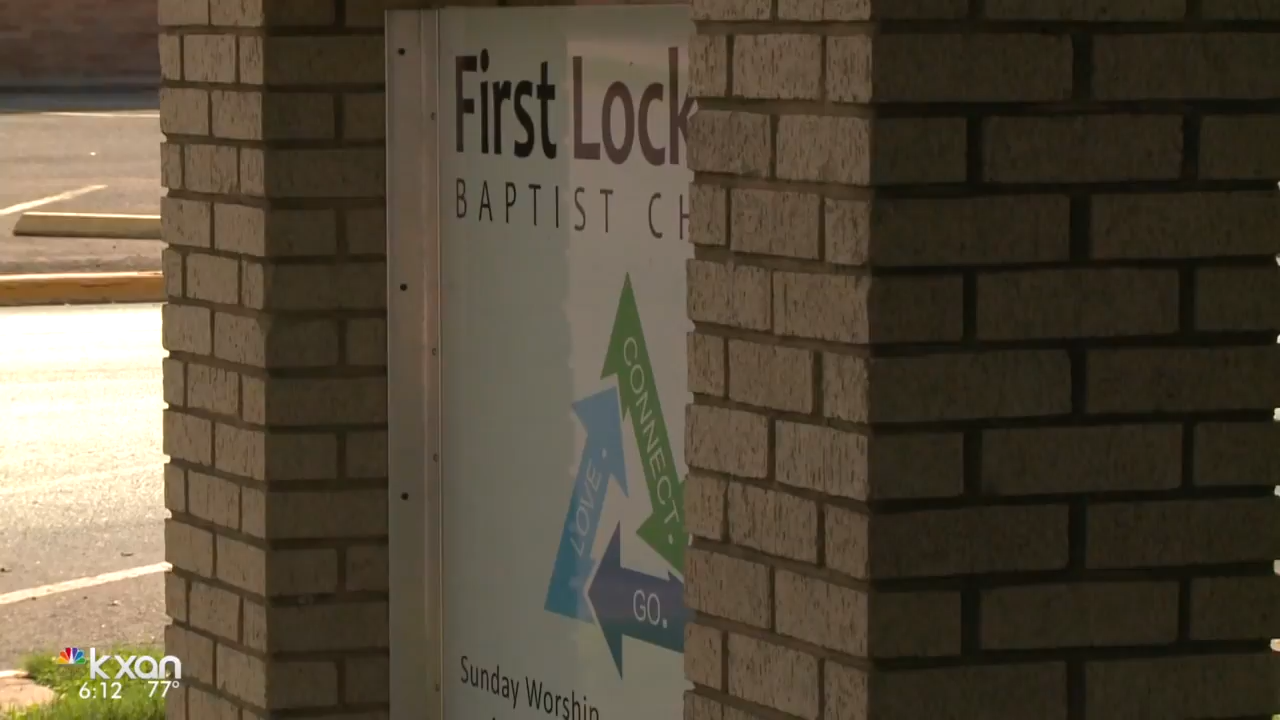 First Lock
BAPTIST CH
CONNECT.
LOVE.
GO.
Sunday Worship
kxan
6:12 77°